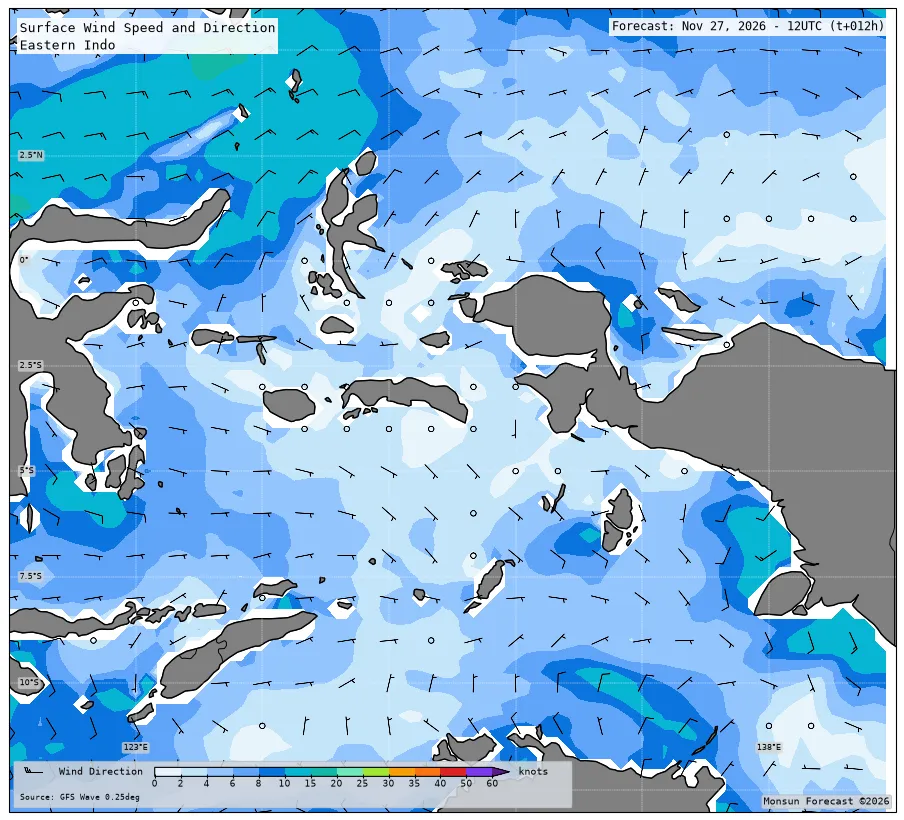 Surface Wind Speed and Direction
Eastern Indo
Forecast: Nov 27, 2026 - 12UTC (t+012h)
2.5°N
0°
2.5°S
5°S
7.5°S
10°S
123°E
138°E
Wind Direction
0 2 4 6 8 10 15 20 25 30 35 40 50 60
knots
Source: GFS Wave 0.25deg
Monsun Forecast ©2026